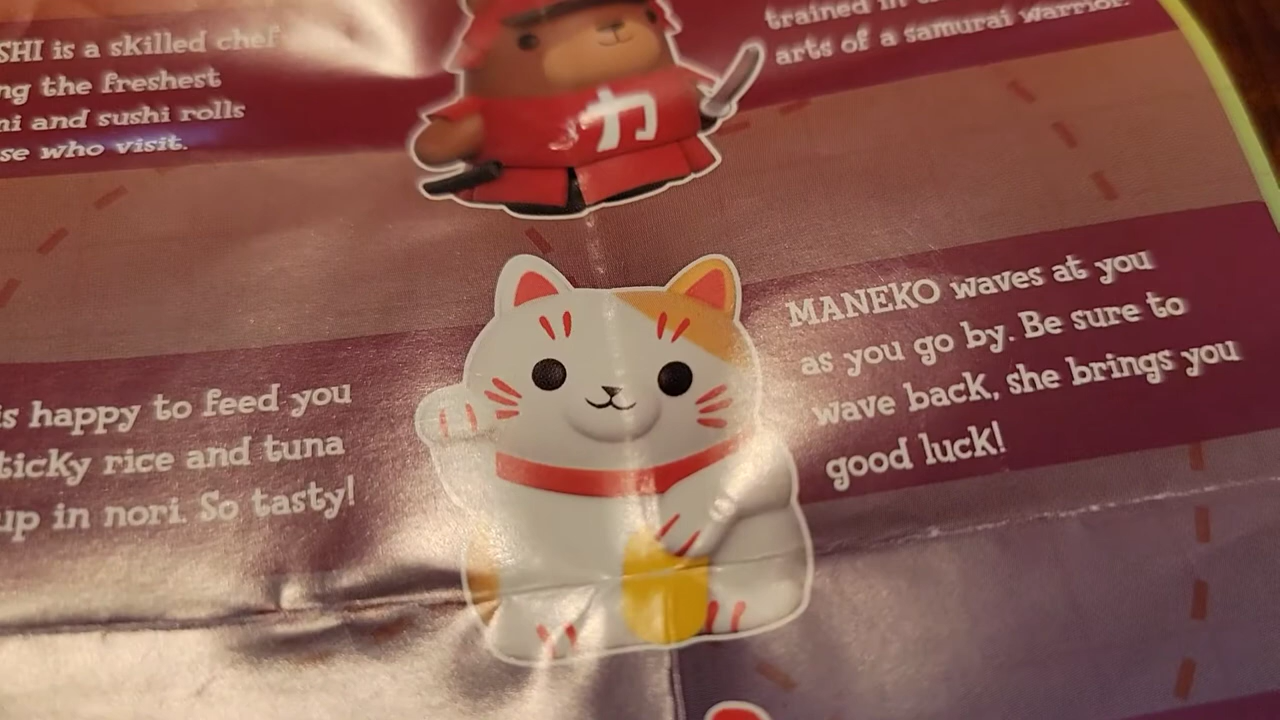 SHI is a skilled chef
ng the freshest
ni and sushi rolls
se who visit.
trained in
arts of a samurai warrior.
力
MANEKO waves at you
as you go by. Be sure to
wave back, she brings you
good luck!
is happy to feed you
ticky rice and tuna
up in nori. So tasty!